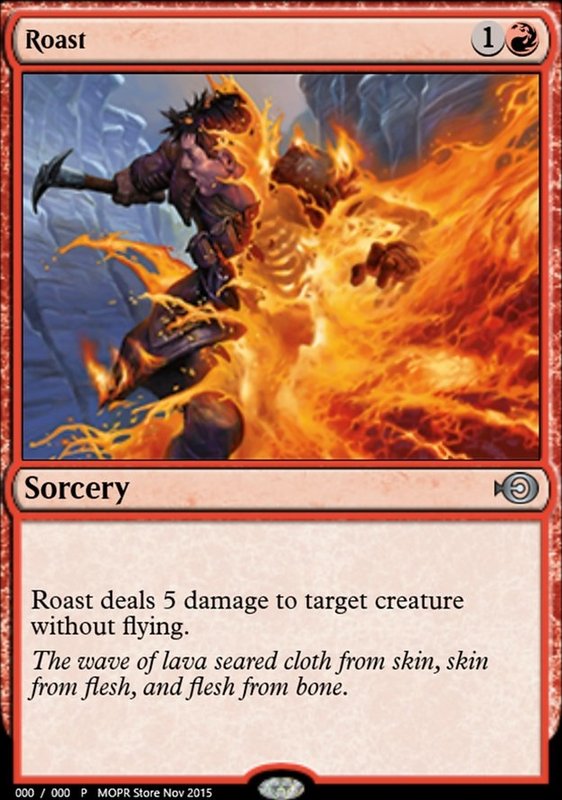 Roast
1
Sorcery
Roast deals 5 damage to target creature
without flying.
The wave of lava seared cloth from skin, skin
from flesh, and flesh from bone.
000 / 000 P MOPR Store Nov 2015